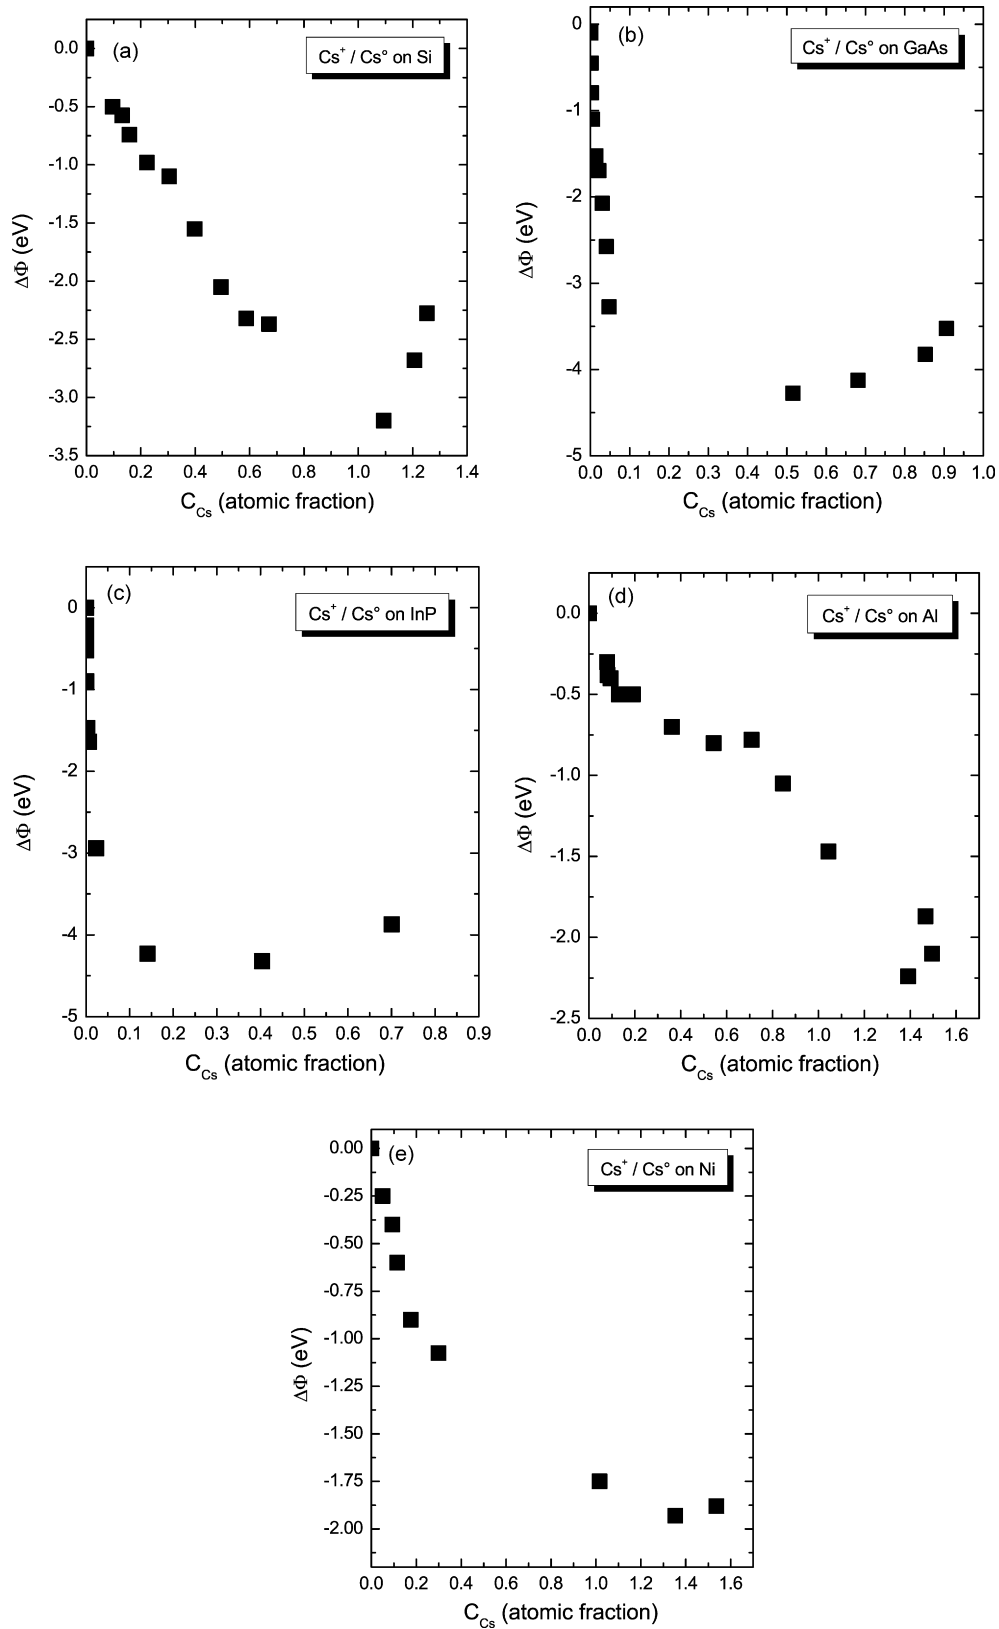 (a)
Cs⁺ / Cs° on Si
0.0
-0.5
-1.0
-1.5
-2.0
-2.5
-3.0
-3.5
ΔΦ (eV)
0.0 0.2 0.4 0.6 0.8 1.0 1.2 1.4
C_Cs (atomic fraction)
(b)
Cs⁺ / Cs° on GaAs
0
-1
-2
-3
-4
-5
ΔΦ (eV)
0.0 0.1 0.2 0.3 0.4 0.5 0.6 0.7 0.8 0.9 1.0
C_Cs (atomic fraction)
(c)
Cs⁺ / Cs° on InP
0
-1
-2
-3
-4
-5
ΔΦ (eV)
0.0 0.1 0.2 0.3 0.4 0.5 0.6 0.7 0.8 0.9
C_Cs (atomic fraction)
(d)
Cs⁺ / Cs° on Al
0.0
-0.5
-1.0
-1.5
-2.0
-2.5
ΔΦ (eV)
0.0 0.2 0.4 0.6 0.8 1.0 1.2 1.4 1.6
C_Cs (atomic fraction)
(e)
Cs⁺ / Cs° on Ni
0.00
-0.25
-0.50
-0.75
-1.00
-1.25
-1.50
-1.75
-2.00
ΔΦ (eV)
0.0 0.2 0.4 0.6 0.8 1.0 1.2 1.4 1.6
C_Cs (atomic fraction)